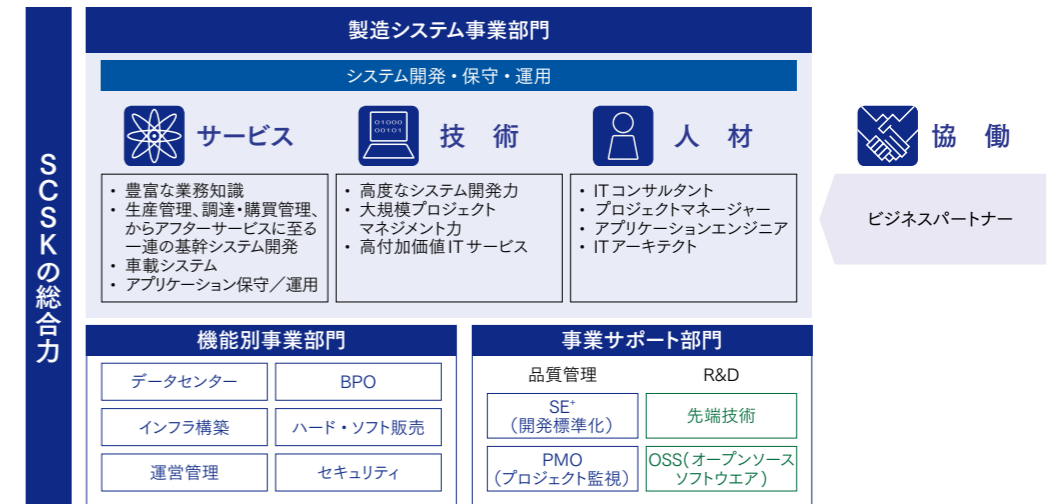 SCSKの総合力
製造システム事業部門
システム開発・保守・運用
サービス
・ 豊富な業務知識
・ 生産管理、調達・購買管理、
からアフターサービスに至る
一連の基幹システム開発
・ 車載システム
・ アプリケーション保守／運用
01000
00101
技 術
・ 高度なシステム開発力
・ 大規模プロジェクト
マネジメント力
・ 高付加価値ITサービス
人 材
・ ITコンサルタント
・ プロジェクトマネージャー
・ アプリケーションエンジニア
・ ITアーキテクト
協 働
ビジネスパートナー
機能別事業部門
データセンター
BPO
インフラ構築
ハード・ソフト販売
運営管理
セキュリティ
事業サポート部門
品質管理
SE⁺
（開発標準化）
PMO
（プロジェクト監視）
R&D
先端技術
OSS（オープンソース
ソフトウエア）